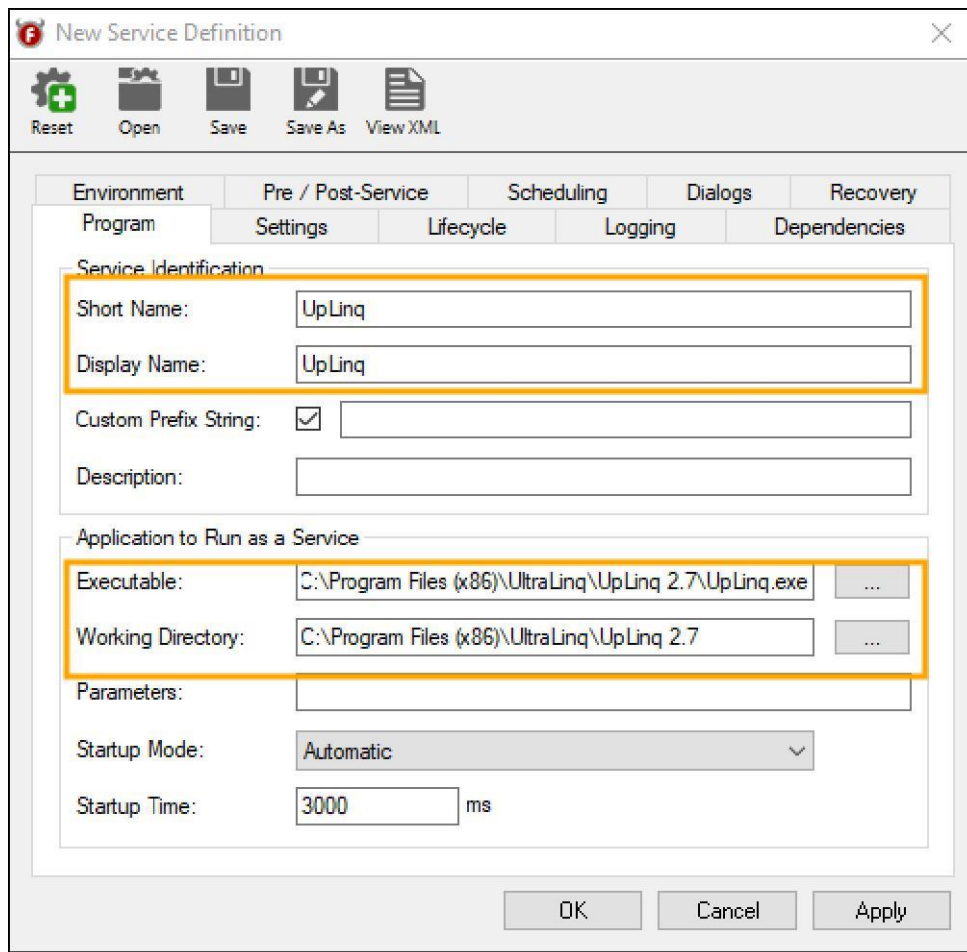 New Service Definition
Reset Open Save Save As View XML
Environment Pre / Post-Service Scheduling Dialogs Recovery
Program Settings Lifecycle Logging Dependencies
Service Identification
Short Name: UpLinq
Display Name: UpLinq
Custom Prefix String:
Description:
Application to Run as a Service
Executable: C:\Program Files (x86)\UltraLinq\UpLinq 2.7\UpLinq.exe ...
Working Directory: C:\Program Files (x86)\UltraLinq\UpLinq 2.7 ...
Parameters:
Startup Mode: Automatic
Startup Time: 3000 ms
OK Cancel Apply